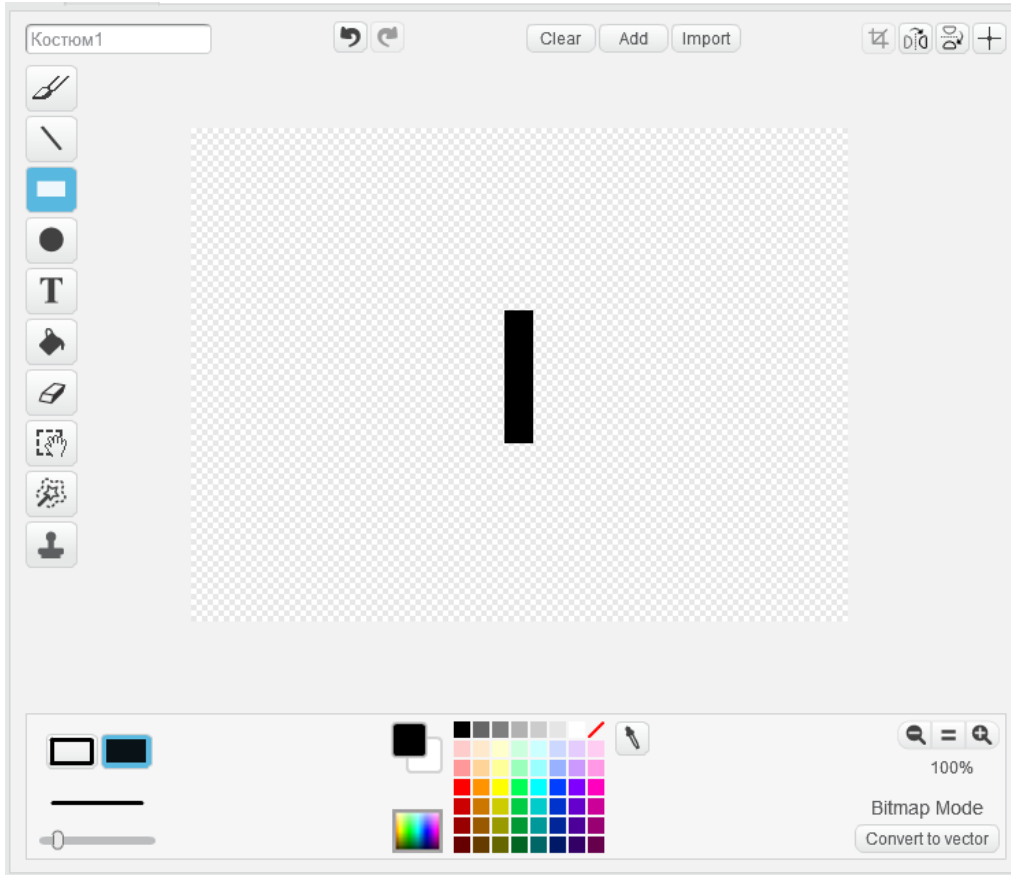 Костюм1
Clear
Add
Import
T
100%
Bitmap Mode
Convert to vector